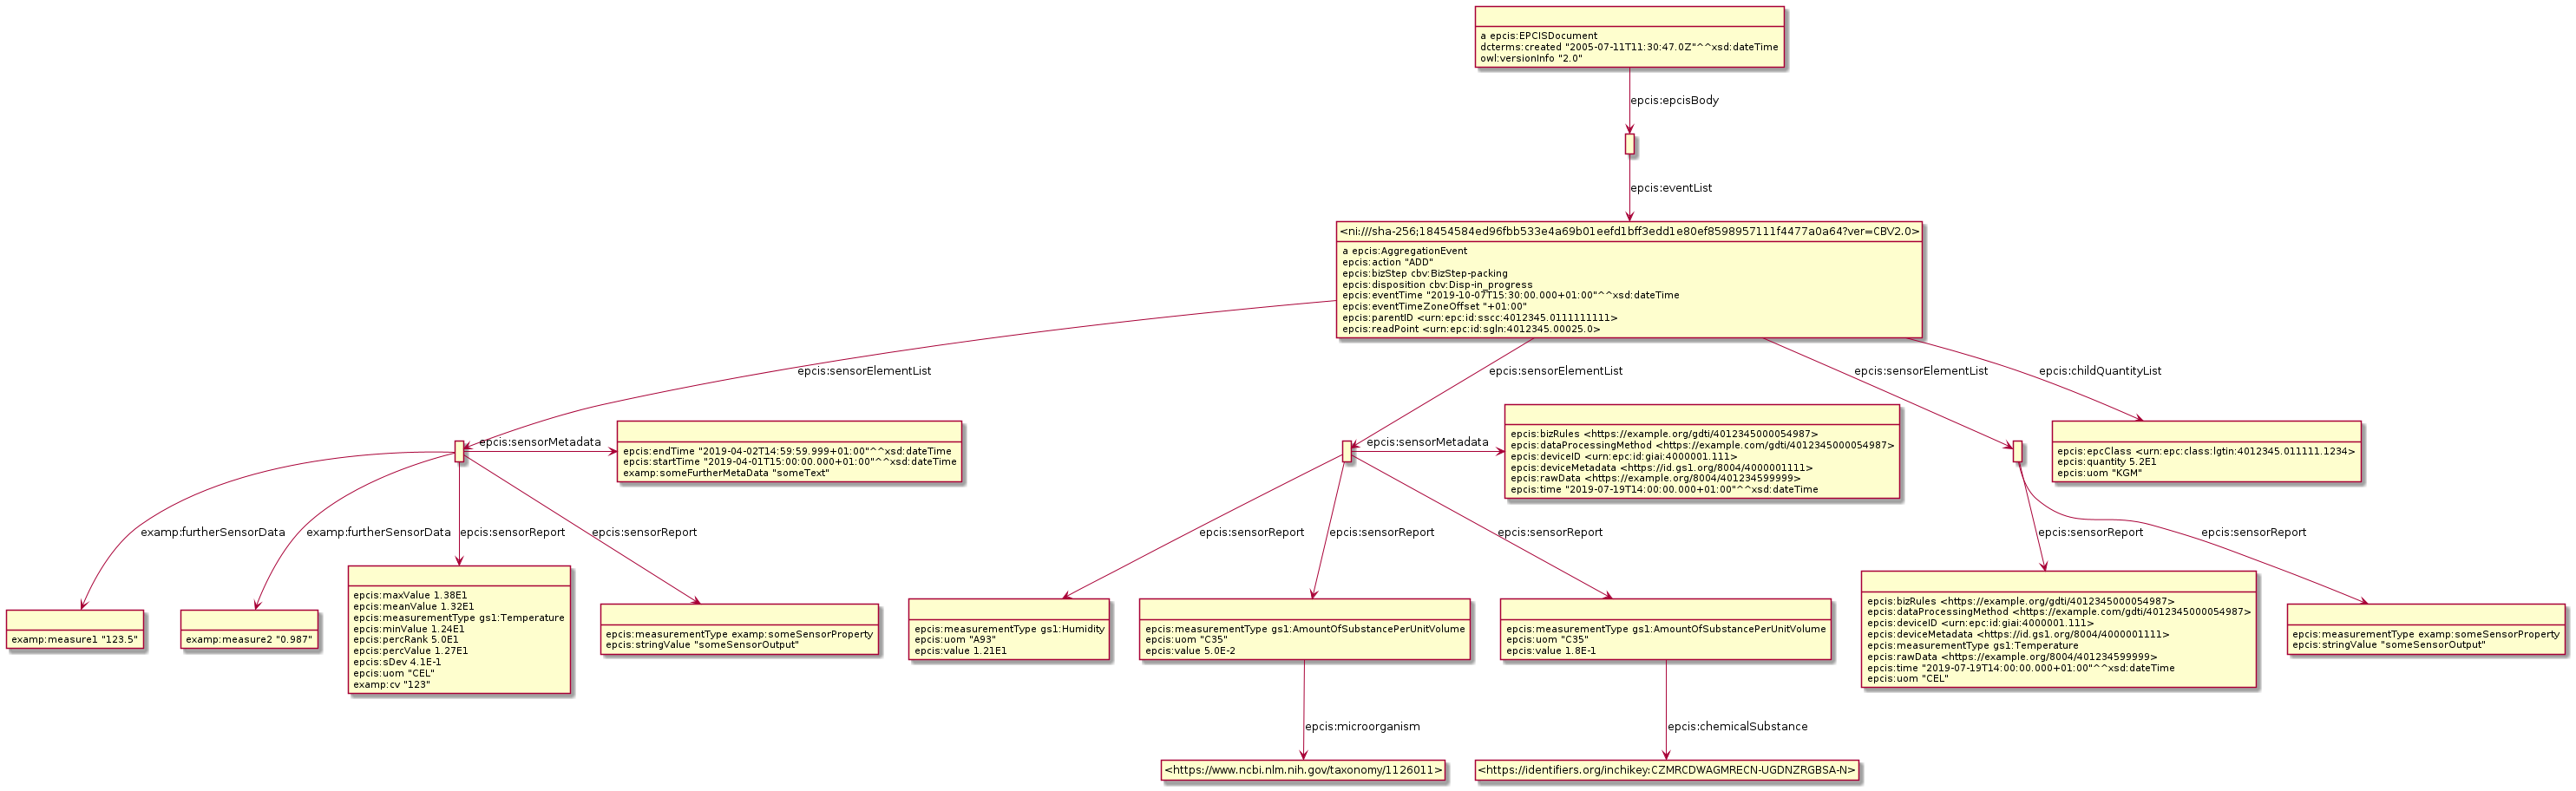 a epcis:EPCISDocument
dcterms:created "2005-07-11T11:30:47.0Z"^^xsd:dateTime
owl:versionInfo "2.0"
epcis:epcisBody
epcis:eventList
<ni:///sha-256;18454584ed96fbb533e4a69b01eefd1bff3edd1e80ef8598957111f4477a0a64?ver=CBV2.0>
a epcis:AggregationEvent
epcis:action "ADD"
epcis:bizStep cbv:BizStep-packing
epcis:disposition cbv:Disp-in_progress
epcis:eventTime "2019-10-07T15:30:00.000+01:00"^^xsd:dateTime
epcis:eventTimeZoneOffset "+01:00"
epcis:parentID <urn:epc:id:sscc:4012345.0111111111>
epcis:readPoint <urn:epc:id:sgln:4012345.00025.0>
epcis:sensorElementList
epcis:sensorElementList
epcis:sensorElementList
epcis:childQuantityList
epcis:sensorMetadata
epcis:endTime "2019-04-02T14:59:59.999+01:00"^^xsd:dateTime
epcis:startTime "2019-04-01T15:00:00.000+01:00"^^xsd:dateTime
examp:someFurtherMetaData "someText"
epcis:sensorMetadata
epcis:bizRules <https://example.org/gdti/4012345000054987>
epcis:dataProcessingMethod <https://example.com/gdti/4012345000054987>
epcis:deviceID <urn:epc:id:giai:4000001.111>
epcis:deviceMetadata <https://id.gs1.org/8004/4000001111>
epcis:rawData <https://example.org/8004/401234599999>
epcis:time "2019-07-19T14:00:00.000+01:00"^^xsd:dateTime
epcis:epcClass <urn:epc:class:lgtin:4012345.011111.1234>
epcis:quantity 5.2E1
epcis:uom "KGM"
examp:furtherSensorData
examp:furtherSensorData
epcis:sensorReport
epcis:sensorReport
epcis:sensorReport
epcis:sensorReport
epcis:sensorReport
epcis:sensorReport
epcis:sensorReport
examp:measure1 "123.5"
examp:measure2 "0.987"
epcis:maxValue 1.38E1
epcis:meanValue 1.32E1
epcis:measurementType gs1:Temperature
epcis:minValue 1.24E1
epcis:percRank 5.0E1
epcis:percValue 1.27E1
epcis:sDev 4.1E-1
epcis:uom "CEL"
examp:cv "123"
epcis:measurementType examp:someSensorProperty
epcis:stringValue "someSensorOutput"
epcis:measurementType gs1:Humidity
epcis:uom "A93"
epcis:value 1.21E1
epcis:measurementType gs1:AmountOfSubstancePerUnitVolume
epcis:uom "C35"
epcis:value 5.0E-2
epcis:measurementType gs1:AmountOfSubstancePerUnitVolume
epcis:uom "C35"
epcis:value 1.8E-1
epcis:bizRules <https://example.org/gdti/4012345000054987>
epcis:dataProcessingMethod <https://example.com/gdti/4012345000054987>
epcis:deviceID <urn:epc:id:giai:4000001.111>
epcis:deviceMetadata <https://id.gs1.org/8004/4000001111>
epcis:measurementType gs1:Temperature
epcis:rawData <https://example.org/8004/401234599999>
epcis:time "2019-07-19T14:00:00.000+01:00"^^xsd:dateTime
epcis:uom "CEL"
epcis:measurementType examp:someSensorProperty
epcis:stringValue "someSensorOutput"
epcis:microorganism
epcis:chemicalSubstance
<https://www.ncbi.nlm.nih.gov/taxonomy/1126011>
<https://identifiers.org/inchikey:CZMRCDWAGMRECN-UGDNZRGBSA-N>